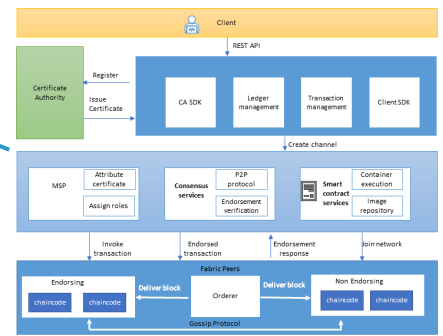 Client
REST API
Certificate
Authority
Register
Issue
Certificate
CA SDK
Ledger
management
Transaction
management
Client SDK
Create channel
MSP
Attribute
certificate
Assign roles
Consensus
services
P2P
protocol
Endorsement
verification
Smart
contract
services
Container
execution
Image
repository
Invoke
transaction
Endorsed
transaction
Endorsement
response
Join network
Fabric Peers
Endorsing
chaincode
chaincode
Deliver block
Orderer
Deliver block
Non Endorsing
chaincode
chaincode
Gossip Protocol